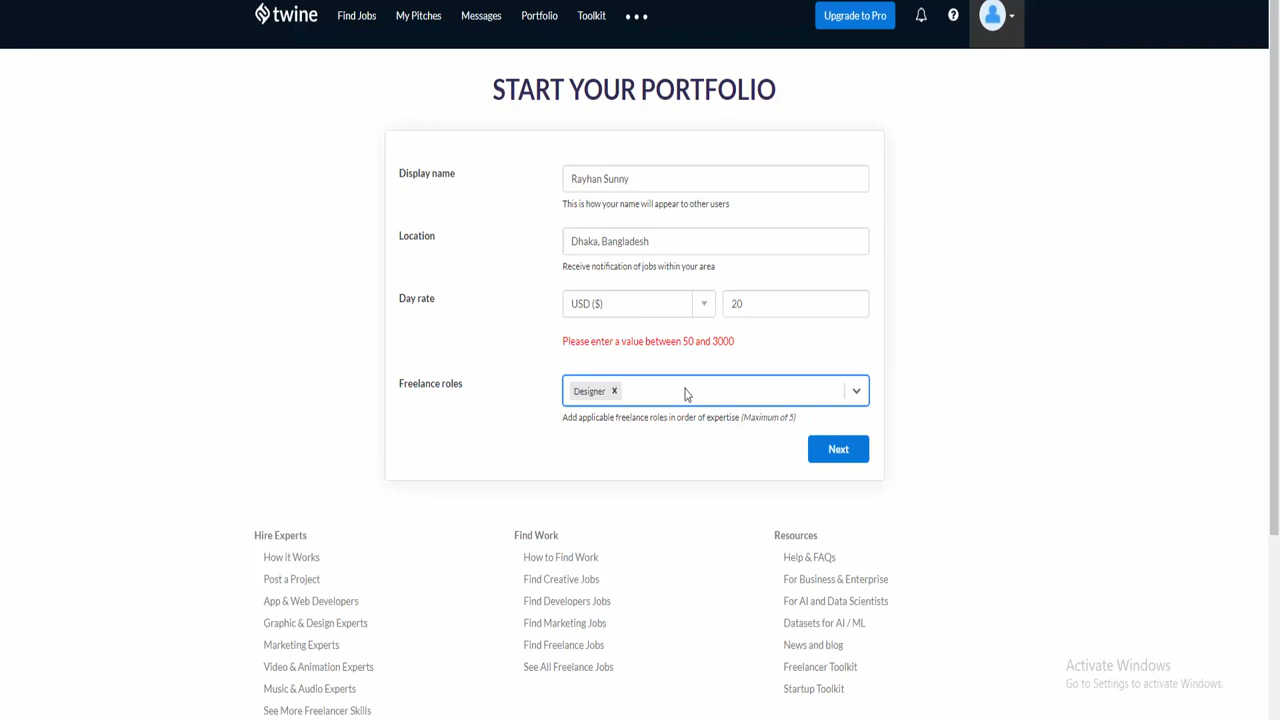 twine Find Jobs My Pitches Messages Portfolio Toolkit ••• Upgrade to Pro
START YOUR PORTFOLIO
Display name
Rayhan Sunny
This is how your name will appear to other users
Location
Dhaka, Bangladesh
Receive notification of jobs within your area
Day rate
USD ($) 20
Please enter a value between 50 and 3000
Freelance roles
Designer x
Add applicable freelance roles in order of expertise (Maximum of 5)
Next
Hire Experts
How it Works
Post a Project
App & Web Developers
Graphic & Design Experts
Marketing Experts
Video & Animation Experts
Music & Audio Experts
See More Freelancer Skills
Find Work
How to Find Work
Find Creative Jobs
Find Developers Jobs
Find Marketing Jobs
Find Freelance Jobs
See All Freelance Jobs
Resources
Help & FAQs
For Business & Enterprise
For AI and Data Scientists
Datasets for AI / ML
News and blog
Freelancer Toolkit
Startup Toolkit
Activate Windows
Go to Settings to activate Windows.